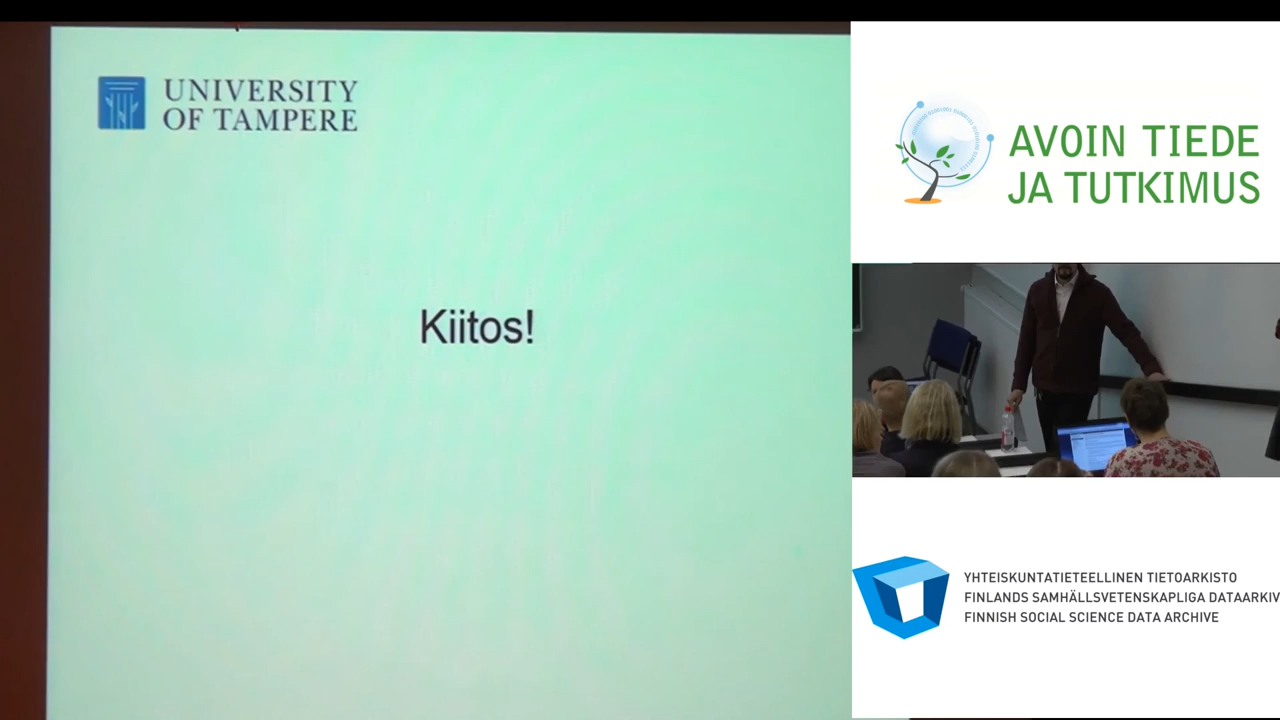 UNIVERSITY
OF TAMPERE
Kiitos!
AVOIN TIEDE
JA TUTKIMUS
YHTEISKUNTATIETEELLINEN TIETOARKISTO
FINLANDS SAMHÄLLSVETENSKAPLIGA DATAARKIV
FINNISH SOCIAL SCIENCE DATA ARCHIVE